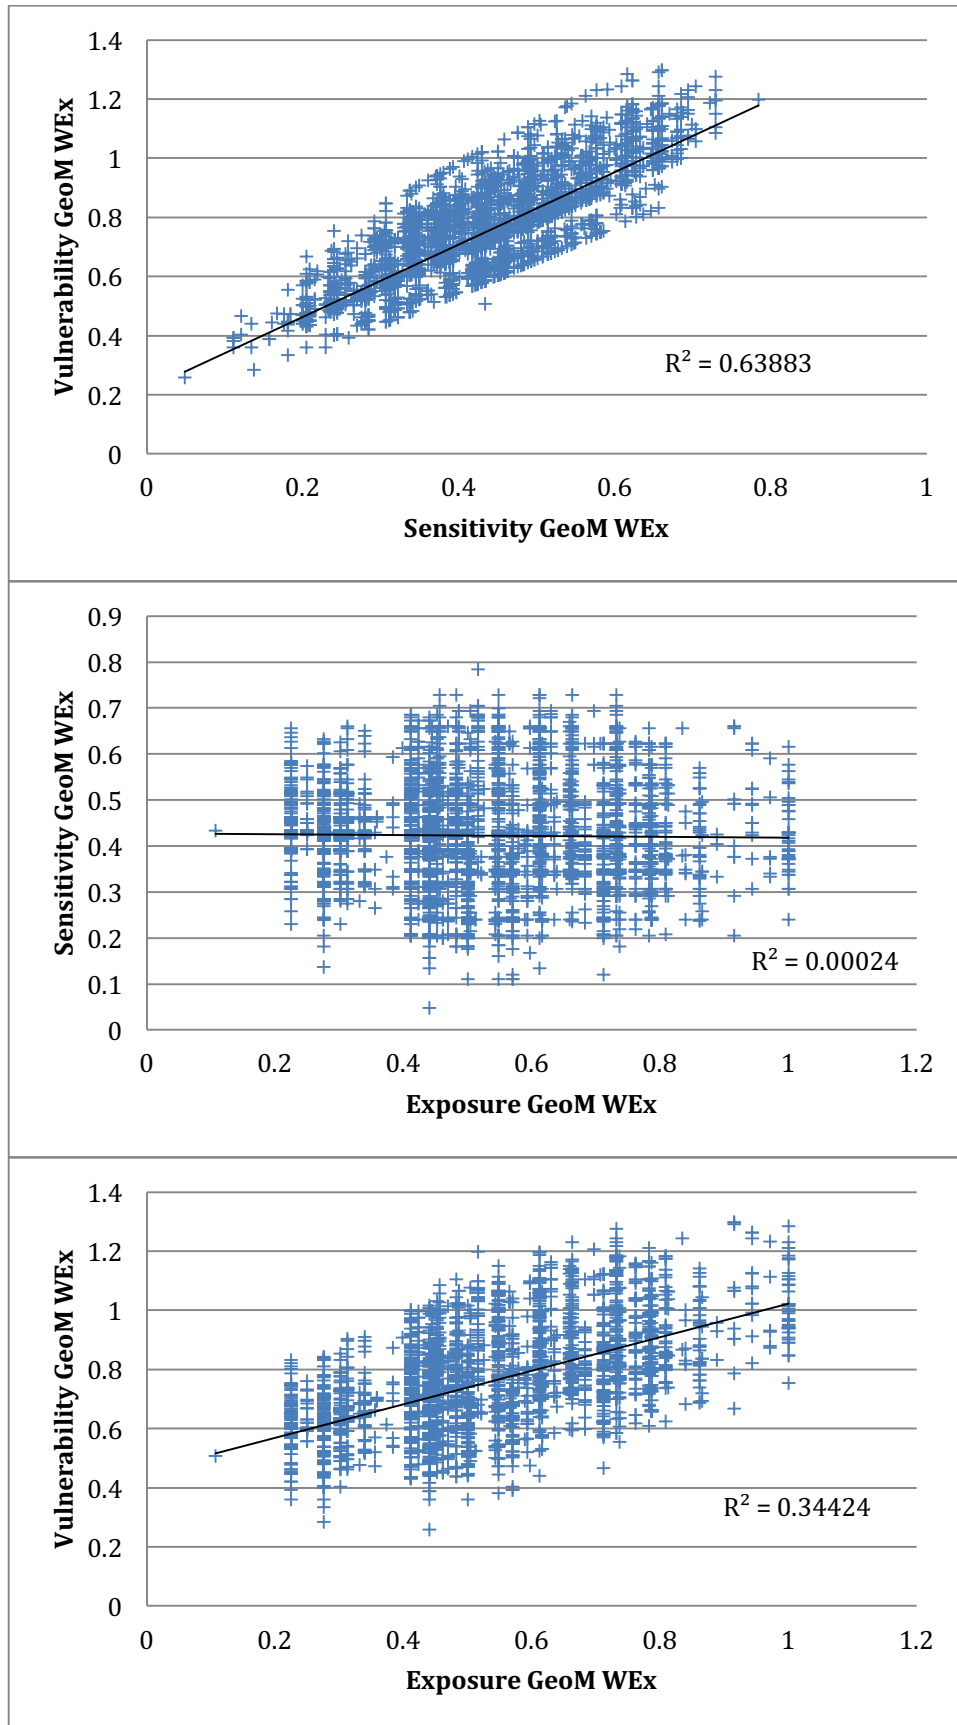 Vulnerability GeoM WEx
1.4
1.2
1
0.8
0.6
0.4
0.2
0
R² = 0.63883
0 0.2 0.4 0.6 0.8 1
Sensitivity GeoM WEx
Sensitivity GeoM WEx
0.9
0.8
0.7
0.6
0.5
0.4
0.3
0.2
0.1
0
R² = 0.00024
0 0.2 0.4 0.6 0.8 1 1.2
Exposure GeoM WEx
Vulnerability GeoM WEx
1.4
1.2
1
0.8
0.6
0.4
0.2
0
R² = 0.34424
0 0.2 0.4 0.6 0.8 1 1.2
Exposure GeoM WEx